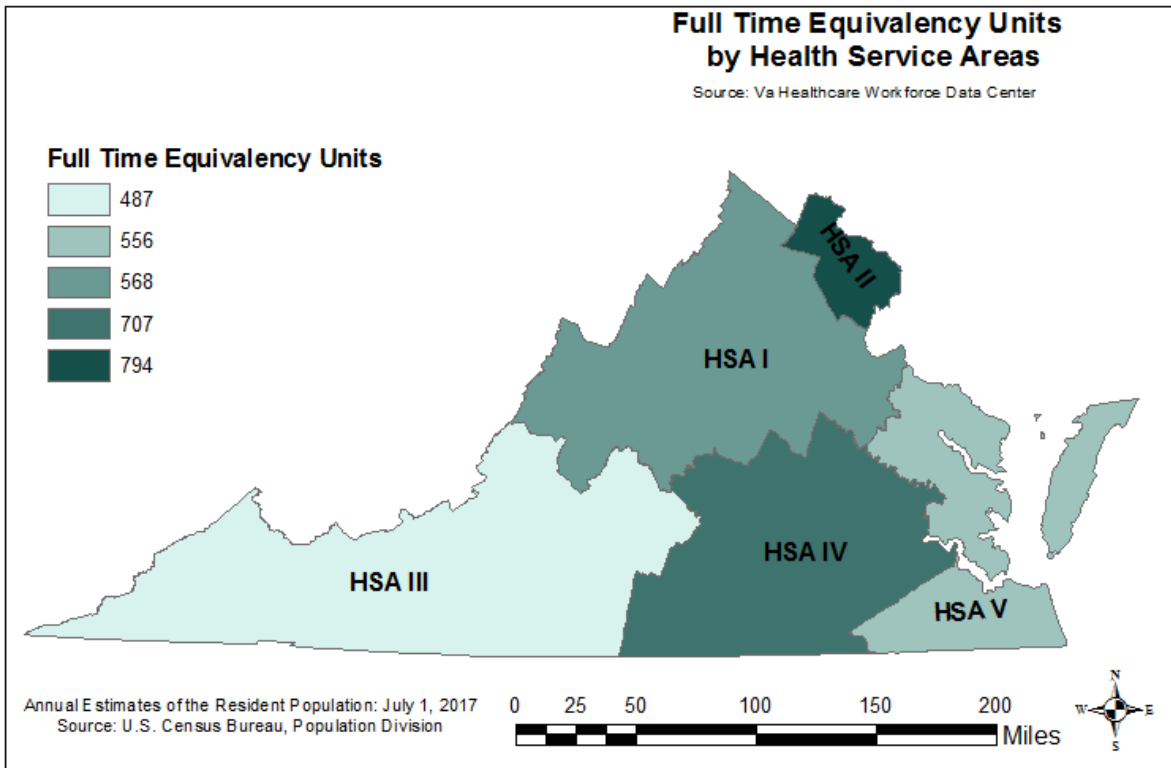 Full Time Equivalency Units
by Health Service Areas
Source: Va Healthcare Workforce Data Center
Full Time Equivalency Units
487
556
568
707
794
HSA II
HSA I
HSA IV
HSA III
HSA V
Annual Estimates of the Resident Population: July 1, 2017
Source: U.S. Census Bureau, Population Division
0 25 50 100 150 200
Miles
N
W E
S